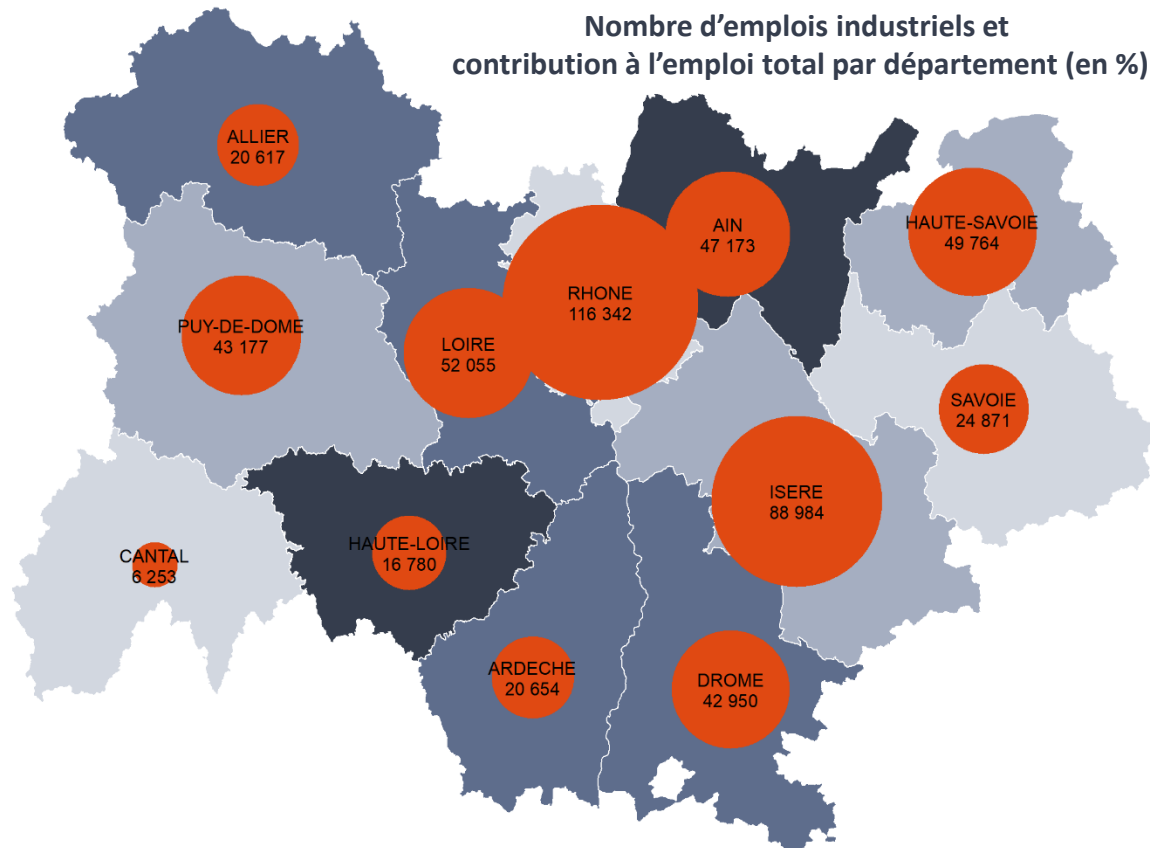 Nombre d’emplois industriels et
contribution à l’emploi total par département (en %)
ALLIER
20 617
AIN
47 173
HAUTE-SAVOIE
49 764
RHONE
116 342
PUY-DE-DOME
43 177
LOIRE
52 055
SAVOIE
24 871
ISERE
88 984
CANTAL
6 253
HAUTE-LOIRE
16 780
ARDECHE
20 654
DROME
42 950